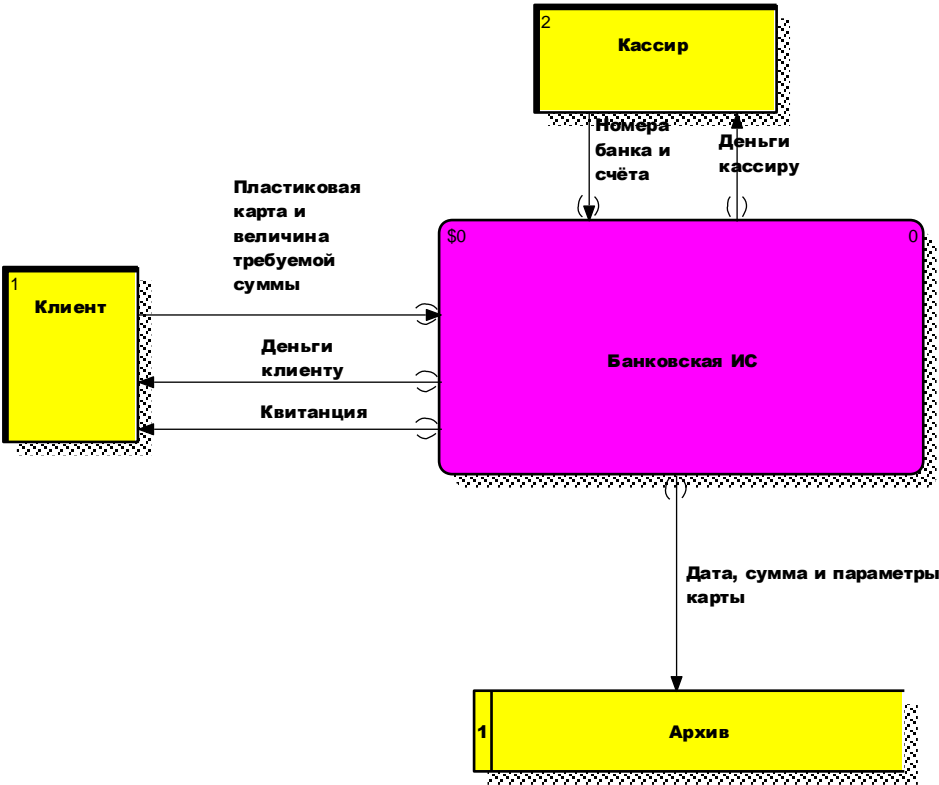 2
Кассир
Номера
банка и
счёта
Деньги
кассиру
Пластиковая
карта и
величина
требуемой
суммы
$0
0
1
Клиент
Деньги
клиенту
Банковская ИС
Квитанция
Дата, сумма и параметры
карты
1
Архив